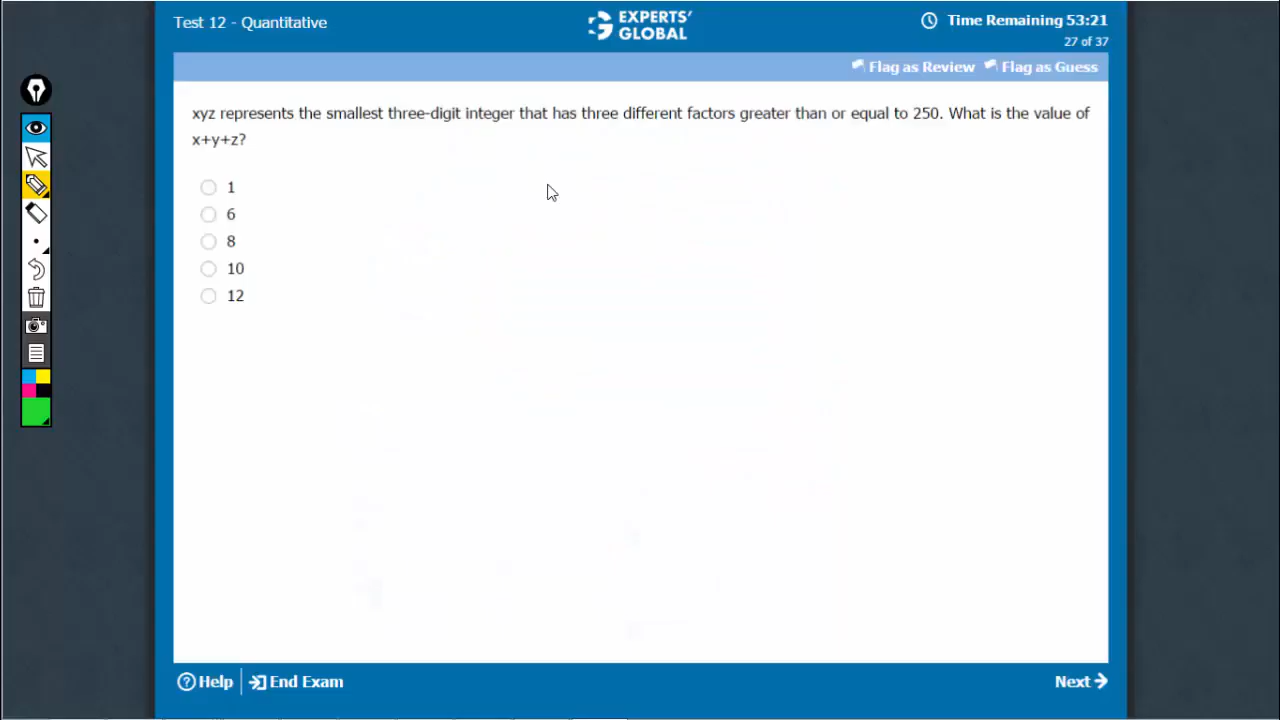 Test 12 - Quantitative
EXPERTS'
GLOBAL
Time Remaining 53:21
27 of 37
Flag as Review
Flag as Guess
xyz represents the smallest three-digit integer that has three different factors greater than or equal to 250. What is the value of
x+y+z?
1
6
8
10
12
Help
End Exam
Next